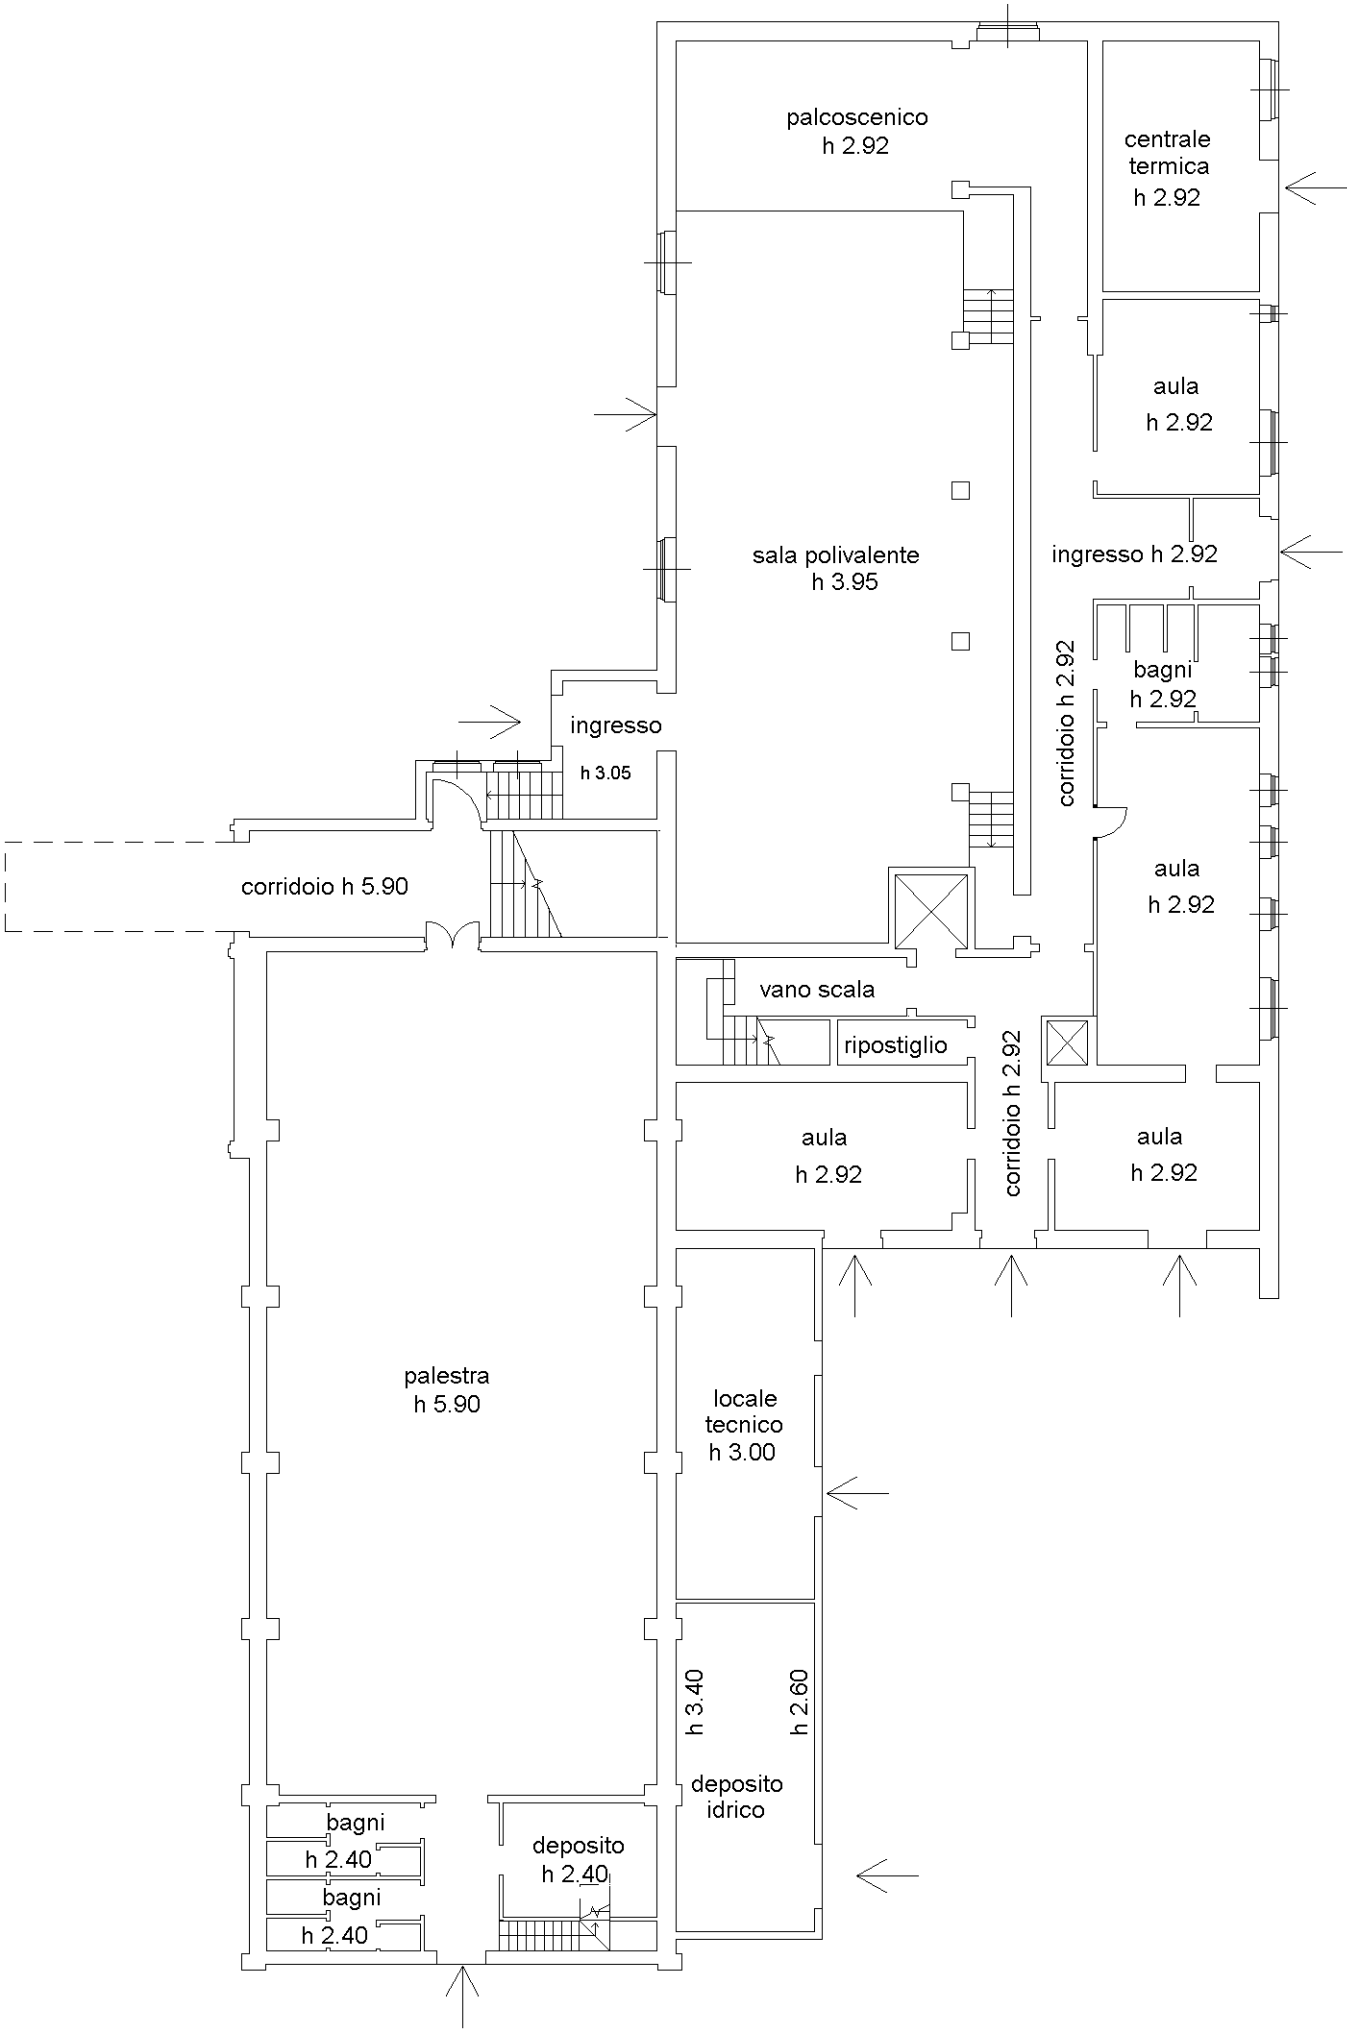 palcoscenico
h 2.92
centrale
termica
h 2.92
aula
h 2.92
sala polivalente
h 3.95
ingresso h 2.92
corridoio h 2.92
bagni
h 2.92
ingresso
h 3.05
corridoio h 5.90
aula
h 2.92
vano scala
ripostiglio
corridoio h 2.92
aula
h 2.92
aula
h 2.92
palestra
h 5.90
locale
tecnico
h 3.00
h 3.40
h 2.60
deposito
idrico
bagni
h 2.40
bagni
h 2.40
deposito
h 2.40